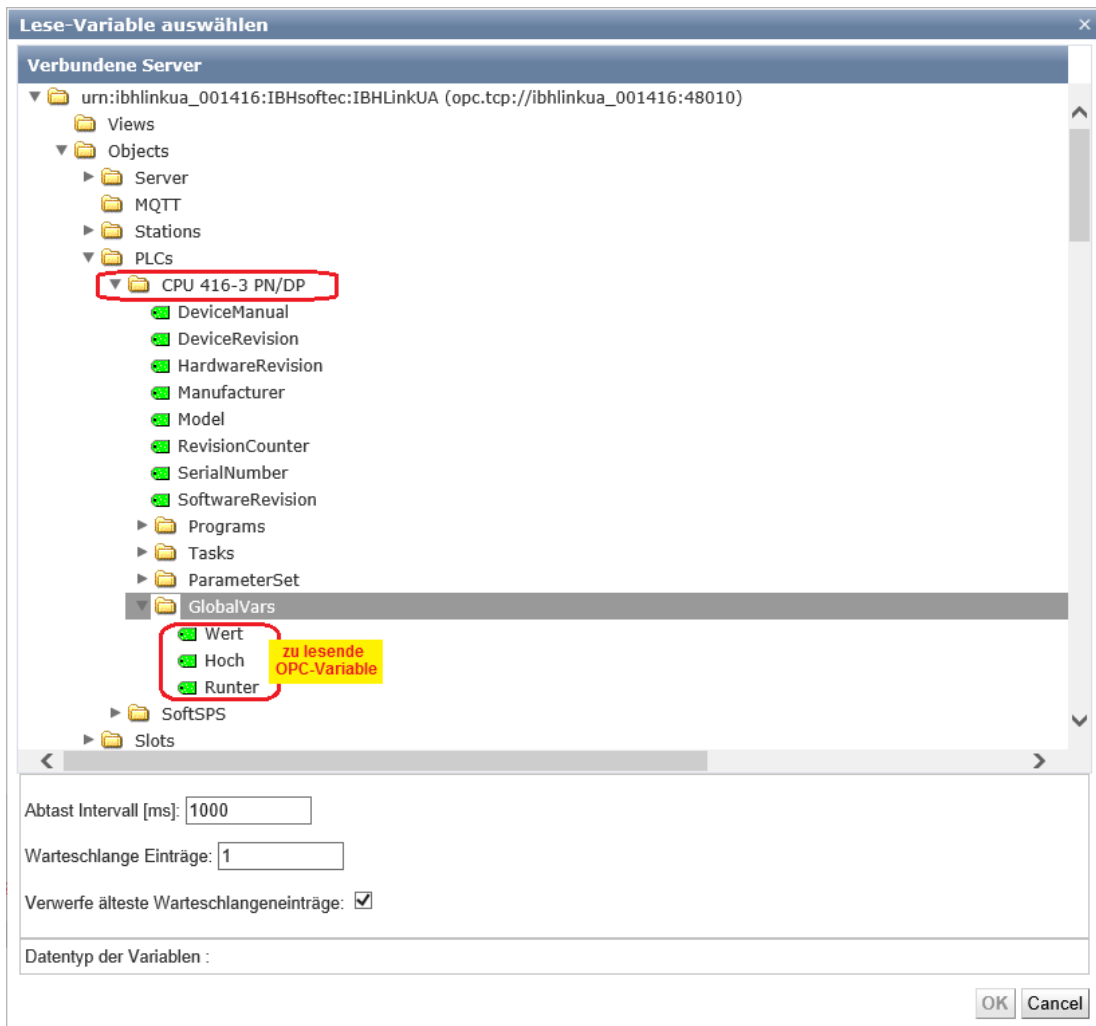 Lese-Variable auswählen
Verbundene Server
urn:ibhlinkua_001416:IBHsoftec:IBHLinkUA (opc.tcp://ibhlinkua_001416:48010)
Views
Objects
Server
MQTT
Stations
PLCs
CPU 416-3 PN/DP
DeviceManual
DeviceRevision
HardwareRevision
Manufacturer
Model
RevisionCounter
SerialNumber
SoftwareRevision
Programs
Tasks
ParameterSet
GlobalVars
Wert
Hoch
zu lesende
OPC-Variable
Runter
SoftSPS
Slots
Abtast Intervall [ms]: 1000
Warteschlange Einträge: 1
Verwerfe älteste Warteschlangeneinträge:
Datentyp der Variablen :
OK Cancel